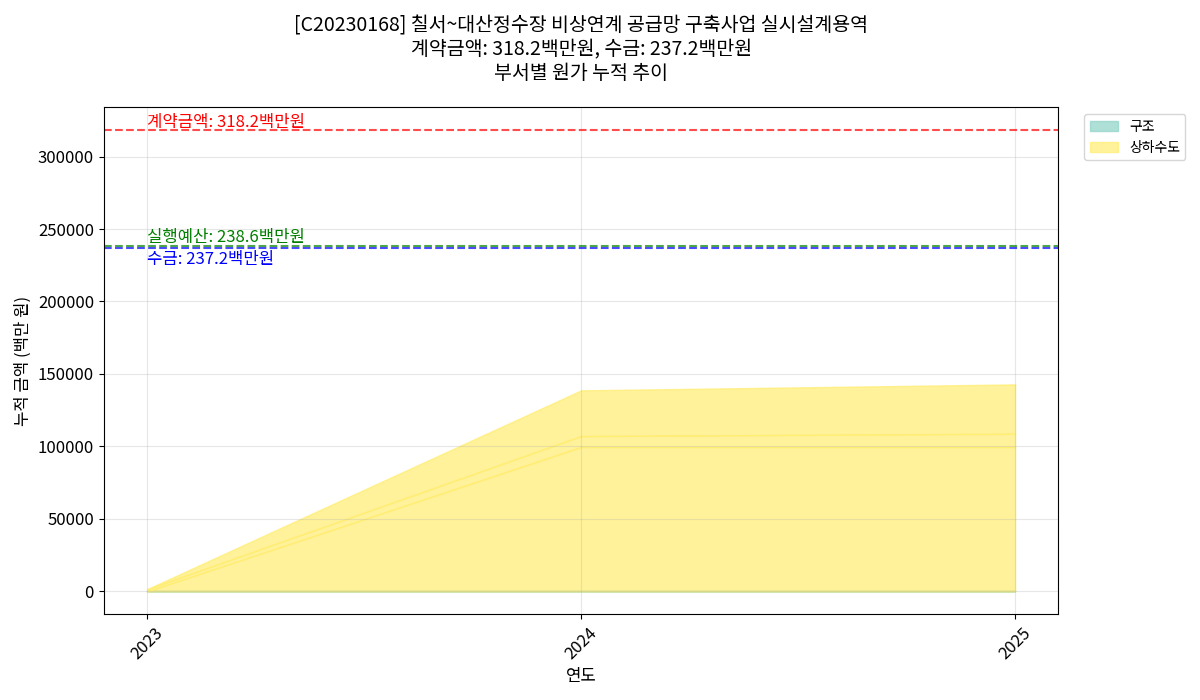 [C20230168] 칠서~대산정수장 비상연계 공급망 구축사업 실시설계용역
계약금액: 318.2백만원, 수금: 237.2백만원
부서별 원가 누적 추이
계약금액: 318.2백만원
실행예산: 238.6백만원
수금: 237.2백만원
구조
상하수도
누적 금액 (백만 원)
300000
250000
200000
150000
100000
50000
0
2023
2024
2025
연도